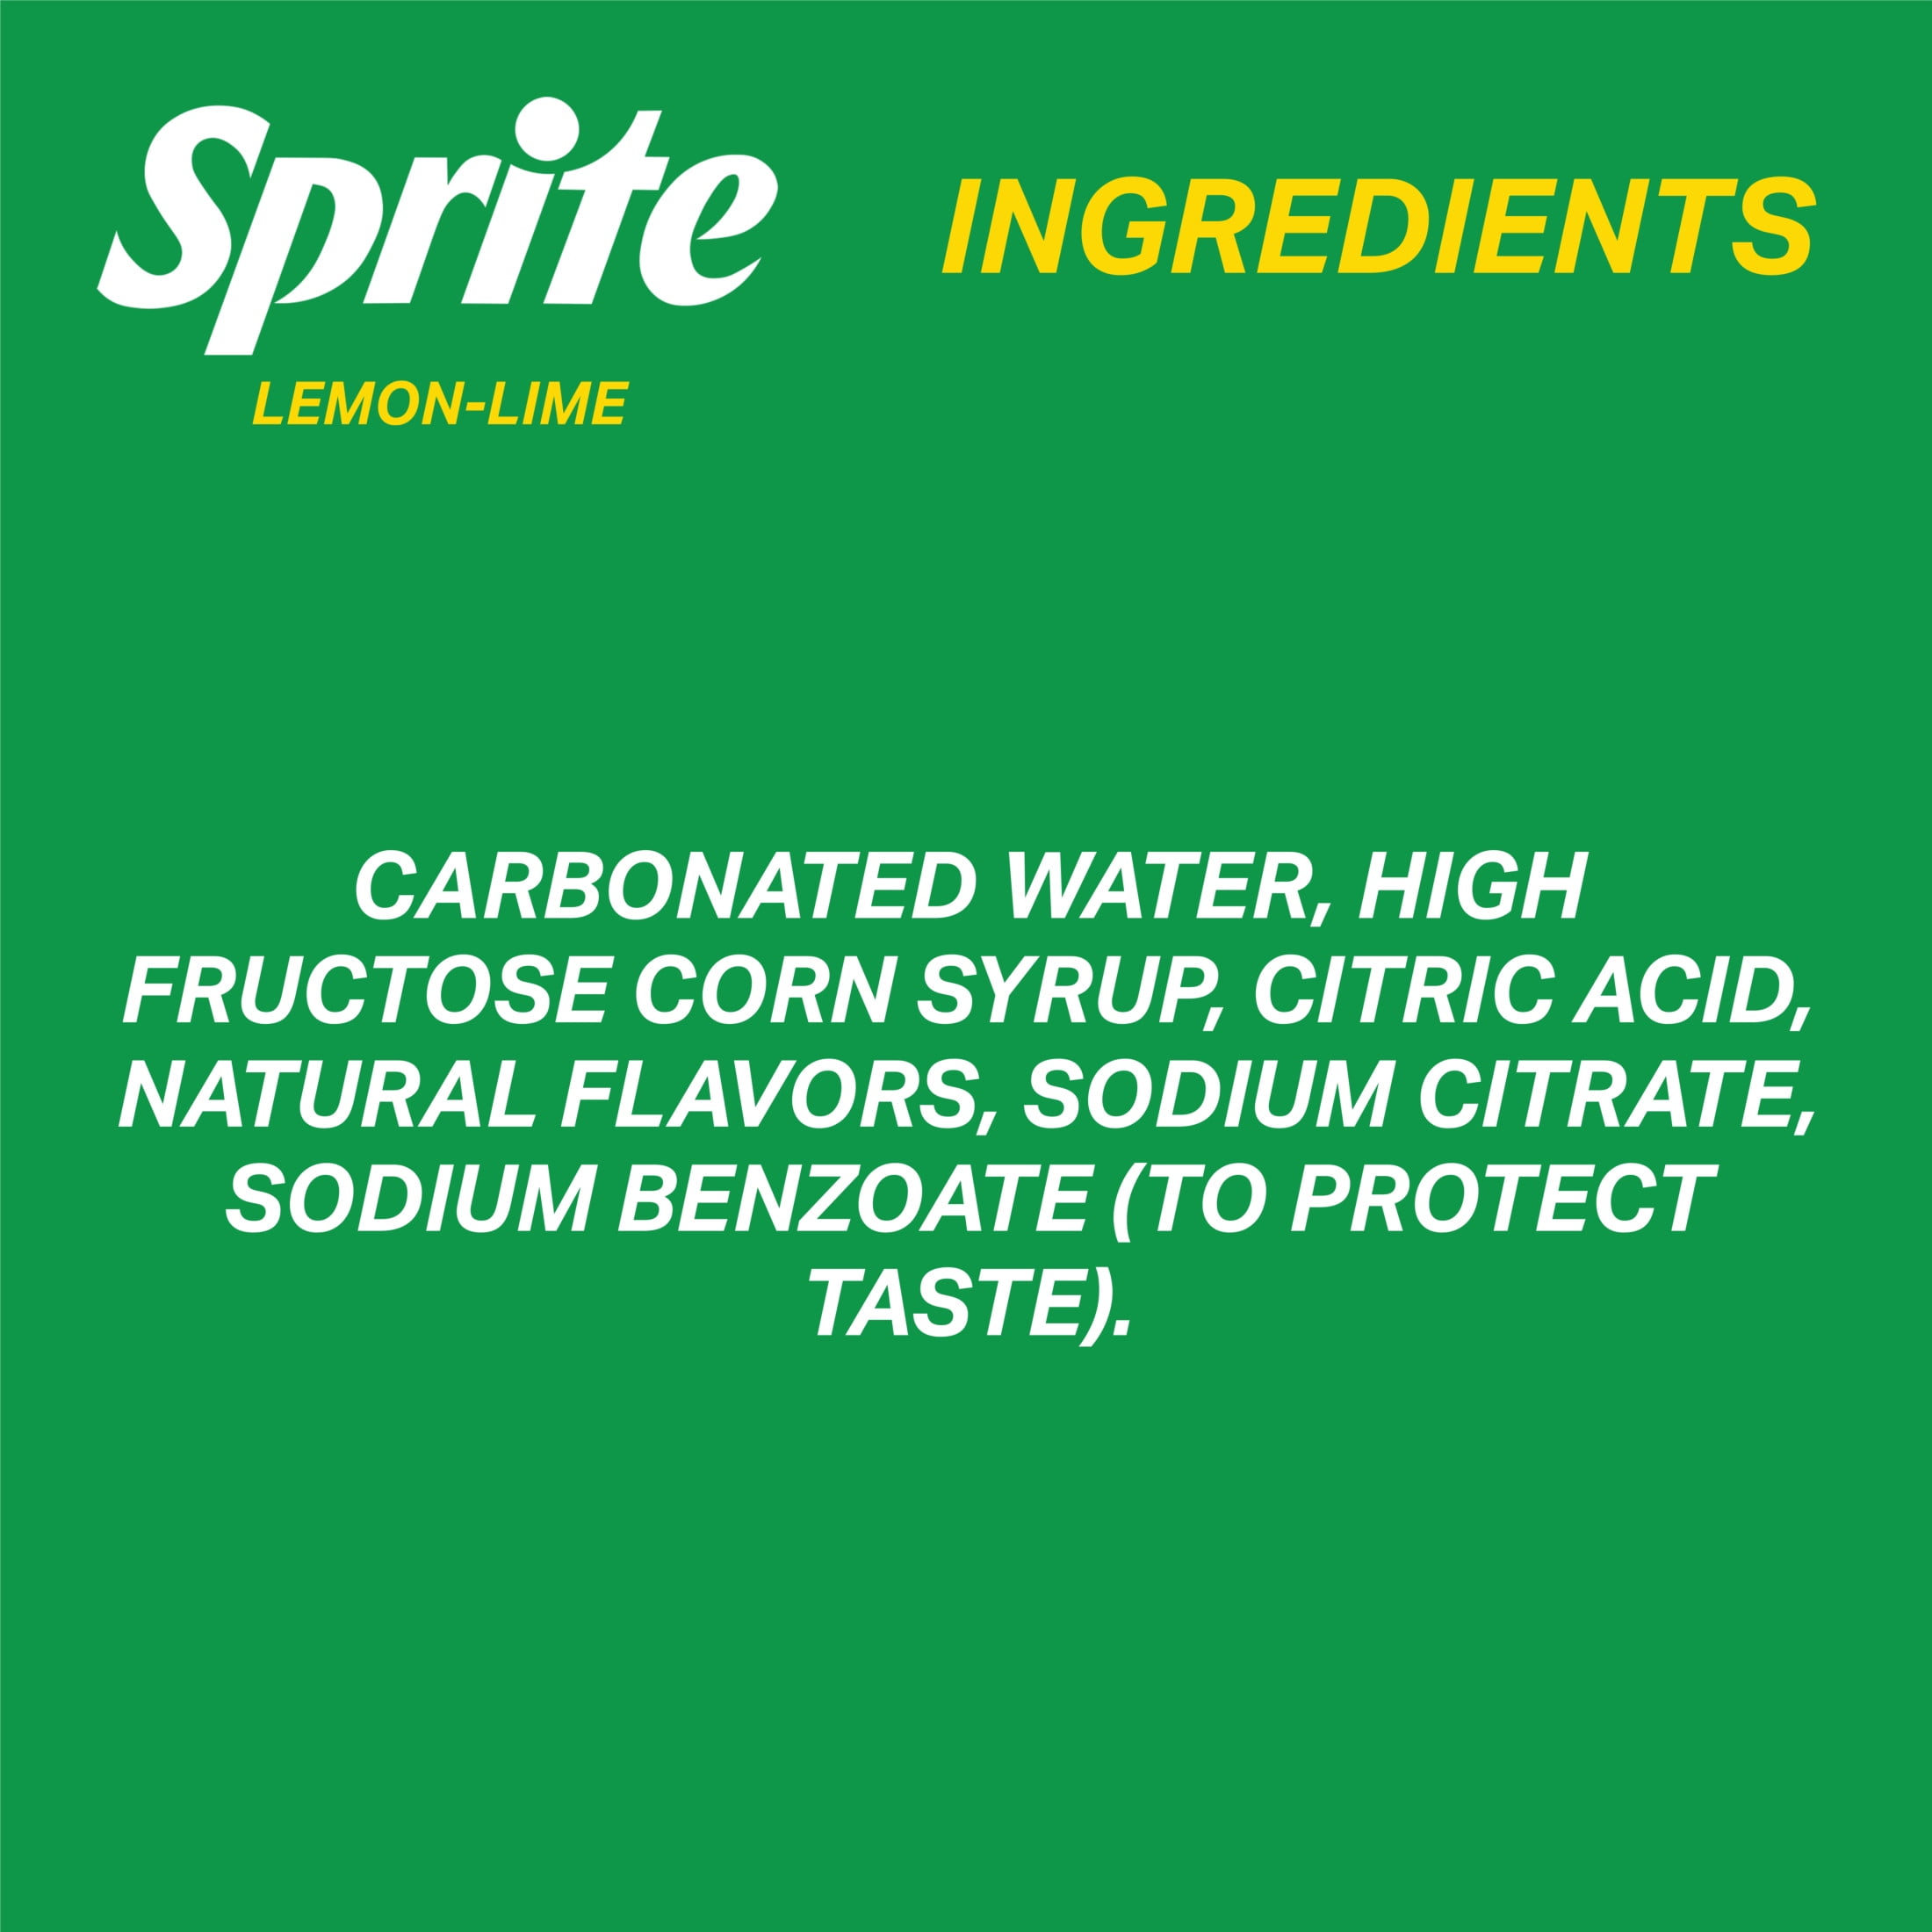 Sprite
LEMON-LIME
INGREDIENTS
CARBONATED WATER, HIGH
FRUCTOSE CORN SYRUP, CITRIC ACID,
NATURAL FLAVORS, SODIUM CITRATE,
SODIUM BENZOATE (TO PROTECT
TASTE).